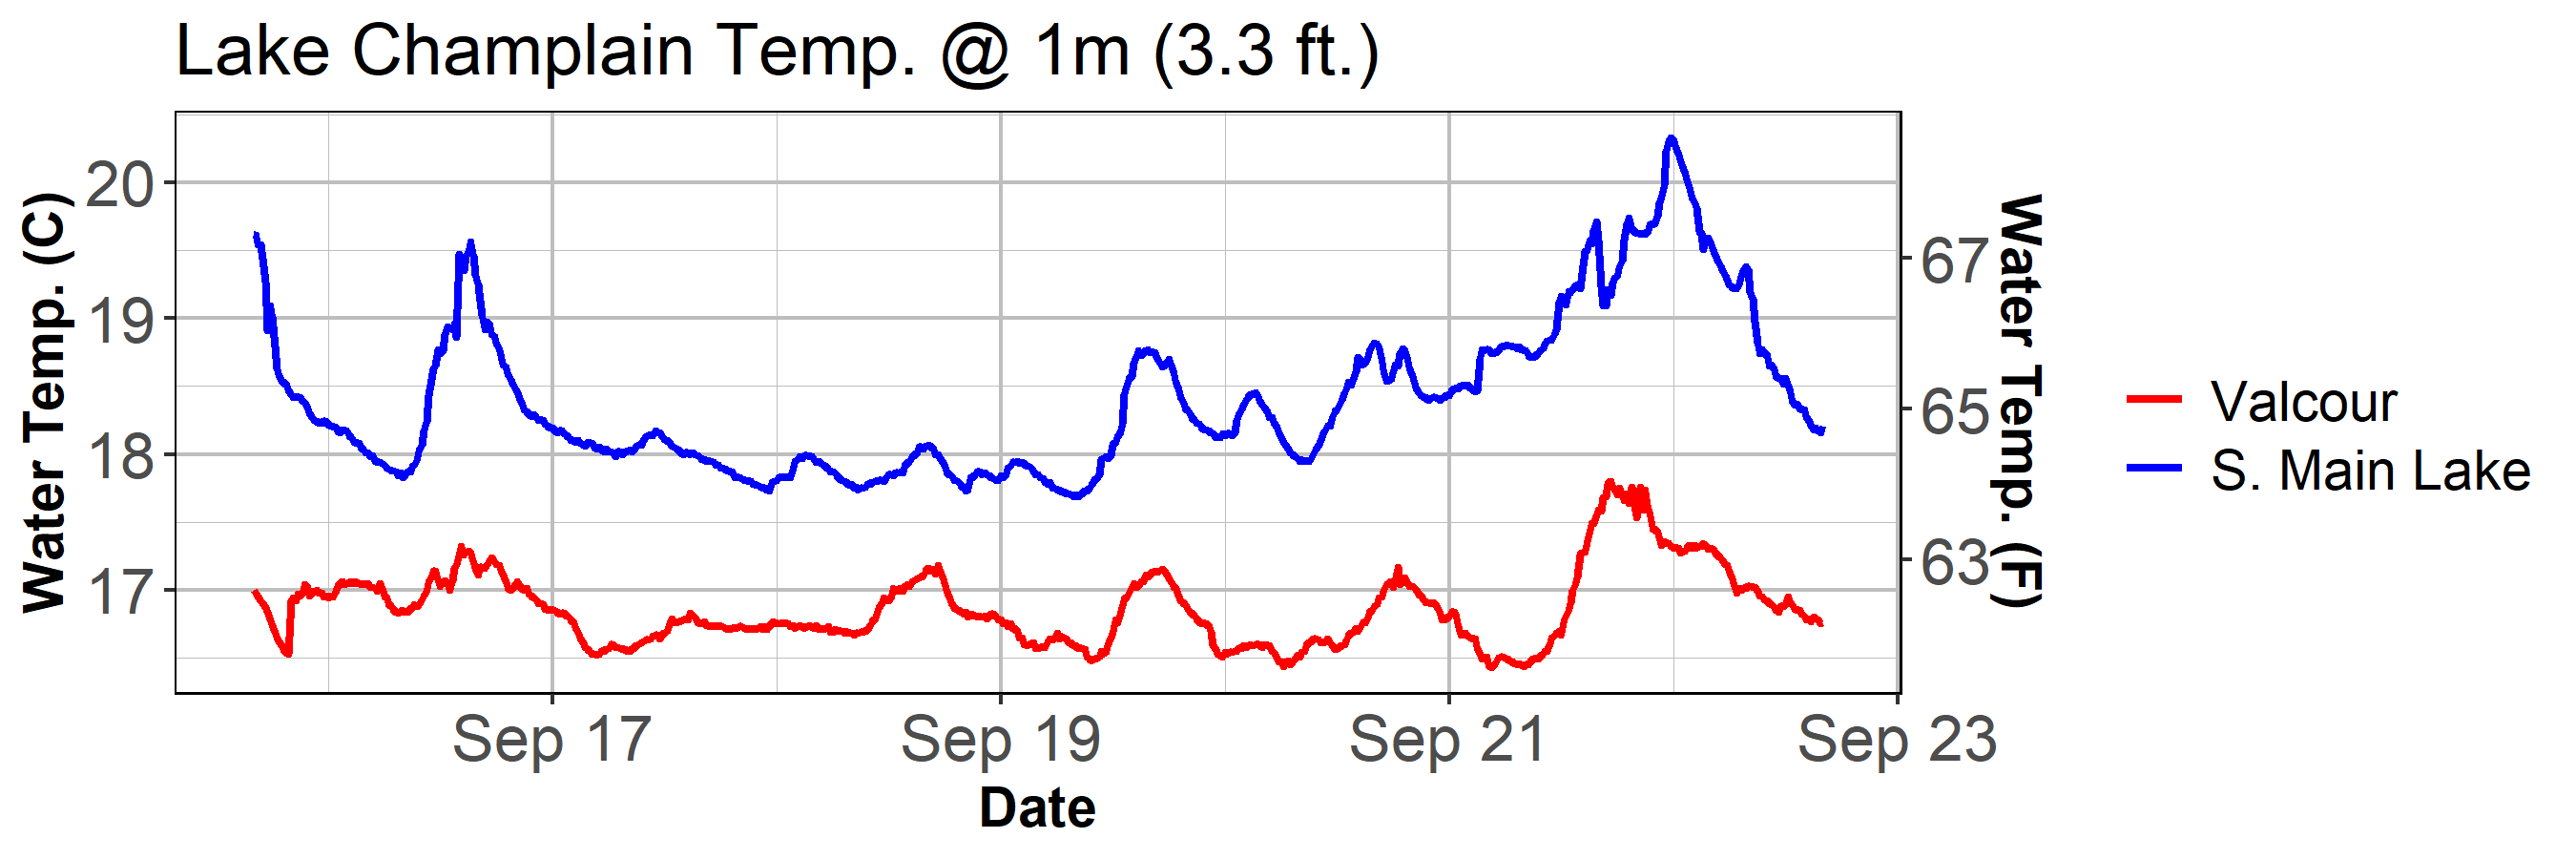 Lake Champlain Temp. @ 1m (3.3 ft.)
Water Temp. (C)
20
19
18
17
67
65
63
Water Temp. (F)
Sep 17
Sep 19
Sep 21
Sep 23
Date
Valcour
S. Main Lake